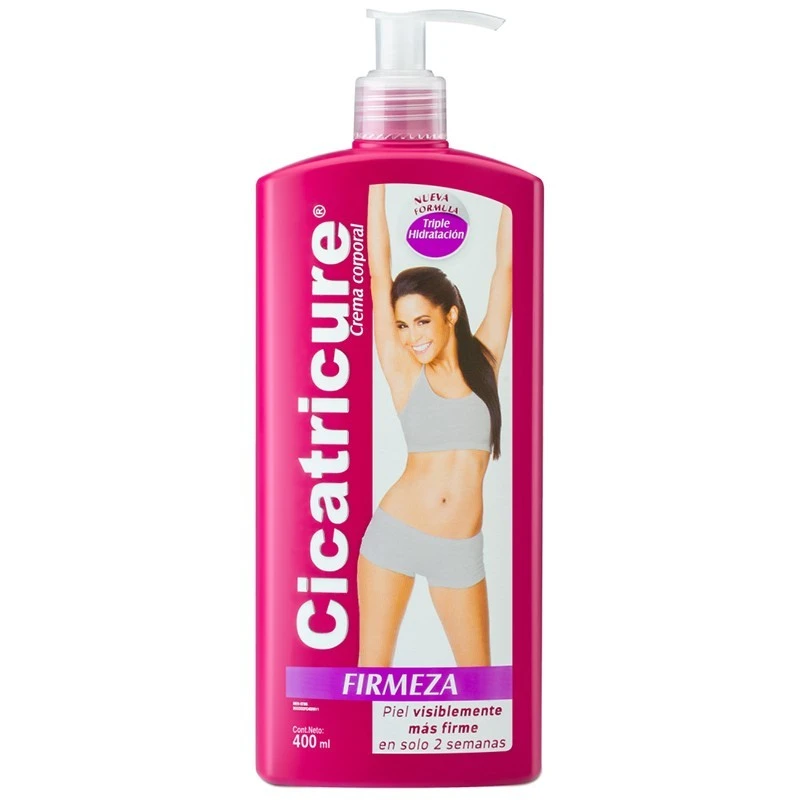 Cicatricure®
Crema corporal
NUEVA
FORMULA
Triple
Hidratación
FIRMEZA
Piel visiblemente
más firme
en solo 2 semanas
Cont.Neto:
400 ml